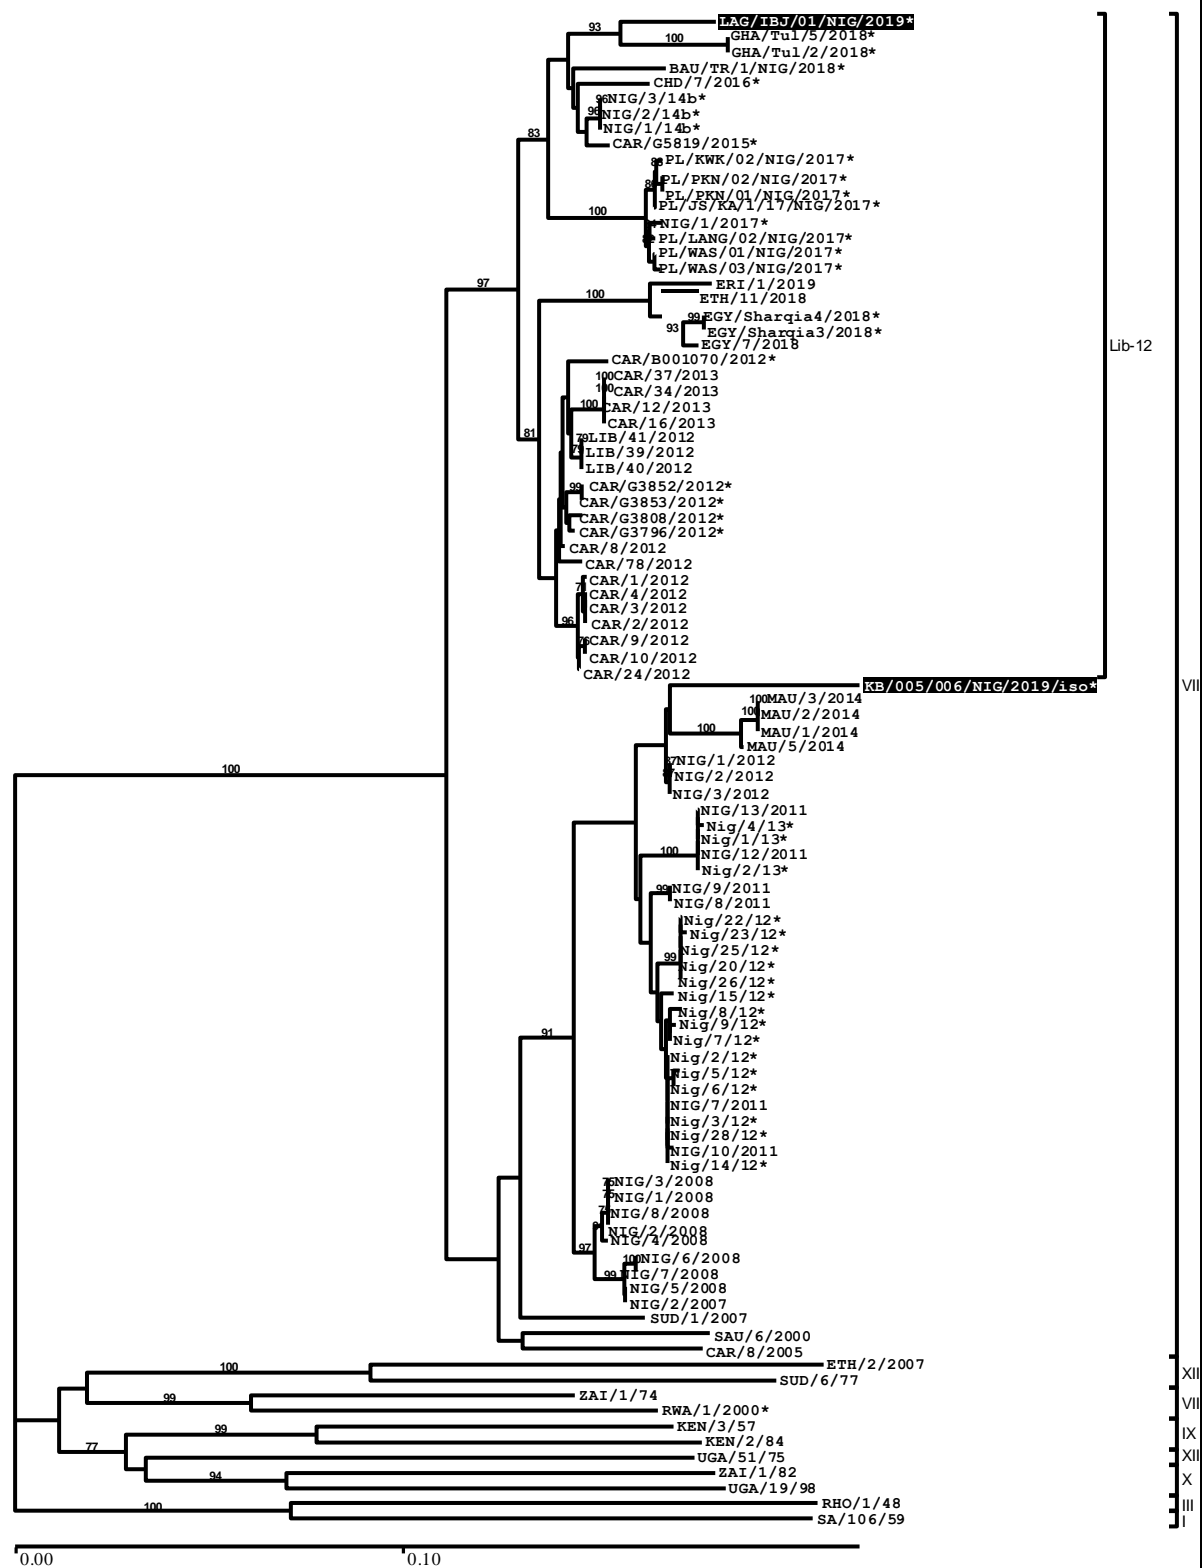 LAG/IBJ/01/NIG/2019*
93
GHA/Tul/5/2018*
100
GHA/Tul/2/2018*
BAU/TR/1/NIG/2018*
CHD/7/2016*
96
NIG/3/14b*
96
NIG/2/14b*
NIG/1/14b*
83
CAR/G5819/2015*
PL/KWK/02/NIG/2017*
PL/PKN/02/NIG/2017*
PL/PKN/01/NIG/2017*
PL/JS/KA/1/17/NIG/2017*
100
NIG/1/2017*
PL/LANG/02/NIG/2017*
PL/WAS/01/NIG/2017*
PL/WAS/03/NIG/2017*
97
ERI/1/2019
100
ETH/11/2018
99
EGY/Sharqia4/2018*
93
EGY/Sharqia3/2018*
EGY/7/2018
Lib-12
CAR/B001070/2012*
100
CAR/37/2013
100
CAR/34/2013
100
CAR/12/2013
CAR/16/2013
81
79
LIB/41/2012
LIB/39/2012
LIB/40/2012
99
CAR/G3852/2012*
CAR/G3853/2012*
CAR/G3808/2012*
CAR/G3796/2012*
CAR/8/2012
CAR/78/2012
CAR/1/2012
CAR/4/2012
CAR/3/2012
96
CAR/2/2012
76
CAR/9/2012
CAR/10/2012
CAR/24/2012
KB/005/006/NIG/2019/iso*
VII
100
MAU/3/2014
100
MAU/2/2014
100
MAU/1/2014
MAU/5/2014
NIG/1/2012
100
NIG/2/2012
NIG/3/2012
NIG/13/2011
Nig/4/13*
Nig/1/13*
100
NIG/12/2011
Nig/2/13*
99
NIG/9/2011
NIG/8/2011
Nig/22/12*
Nig/23/12*
Nig/25/12*
99
Nig/20/12*
Nig/26/12*
Nig/15/12*
Nig/8/12*
Nig/9/12*
91
Nig/7/12*
Nig/2/12*
Nig/5/12*
Nig/6/12*
NIG/7/2011
Nig/3/12*
Nig/28/12*
NIG/10/2011
Nig/14/12*
NIG/3/2008
NIG/1/2008
NIG/8/2008
NIG/2/2008
NIG/4/2008
97
100
NIG/6/2008
99
NIG/7/2008
NIG/5/2008
NIG/2/2007
SUD/1/2007
SAU/6/2000
CAR/8/2005
100
ETH/2/2007
XII
SUD/6/77
99
ZAI/1/74
VII
RWA/1/2000*
99
KEN/3/57
IX
77
KEN/2/84
UGA/51/75
XII
94
ZAI/1/82
X
UGA/19/98
100
RHO/1/48
III
SA/106/59
I
0.00
0.10